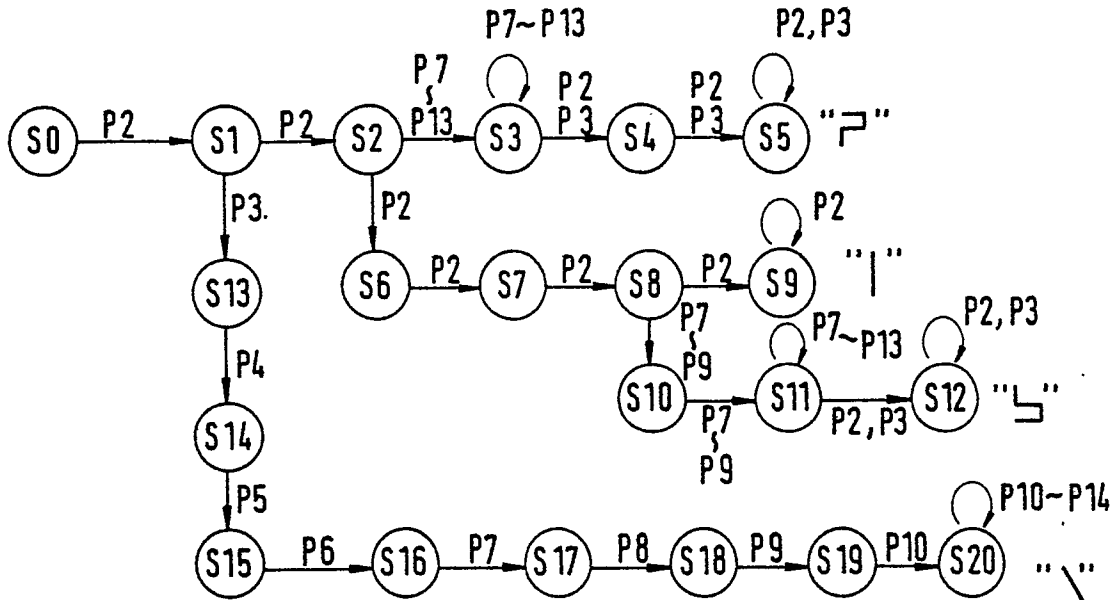 P7~P13 P2,P3
P7 ~ P13 P2 P3 P2 P3
S0 P2 S1 P2 S2 S3 S4 S5
P3. P2 P2
S13 S6 P2 S7 P2 S8 P2 S9 "|"
P7 ~ P9 P7~P13 P2,P3
P4 S10 P7 ~ P9 S11 P2,P3 S12
S14
P5 P10~P14
S15 P6 S16 P7 S17 P8 S18 P9 S19 P10 S20 "\"